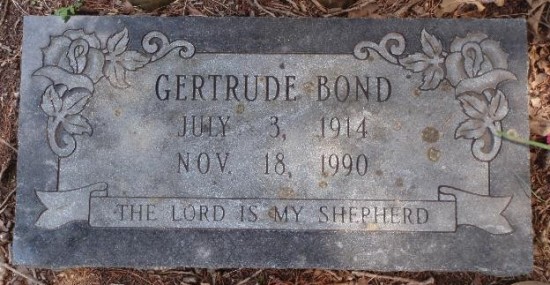 GERTRUDE BOND
JULY 3, 1914
NOV. 18, 1990
THE LORD IS MY SHEPHERD